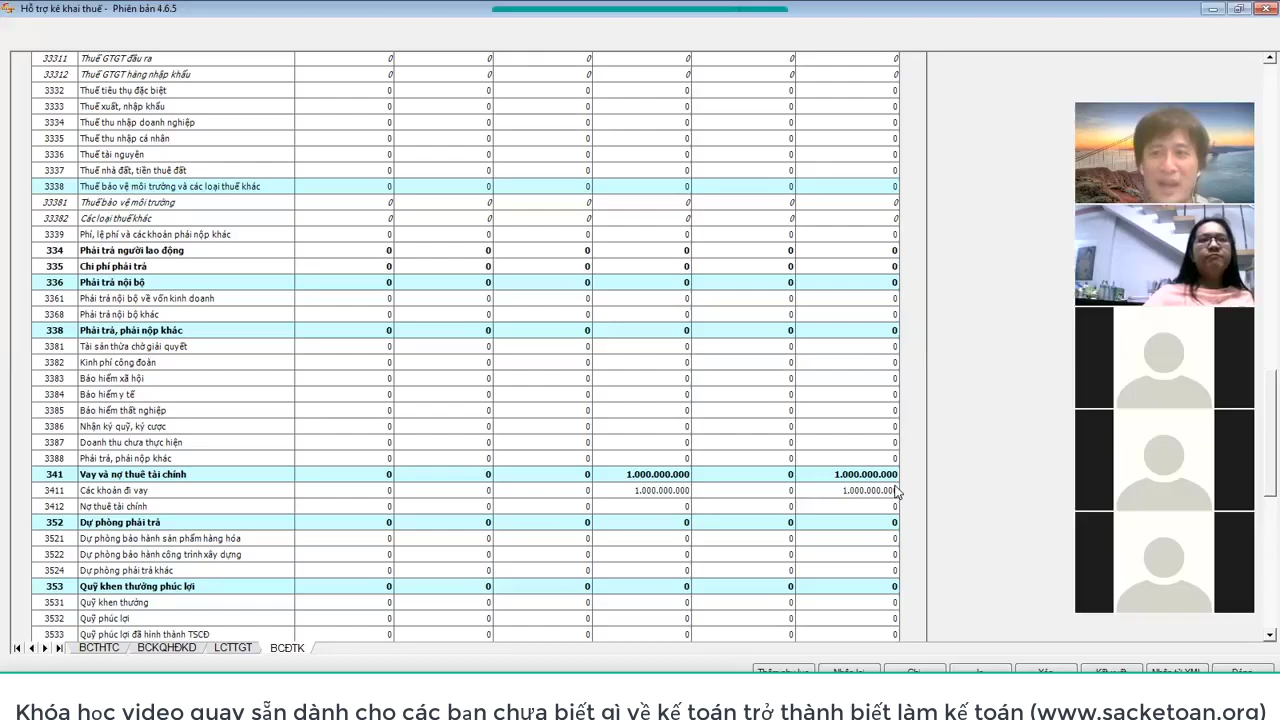 Hỗ trợ kê khai thuế - Phiên bản 4.6.5
33311 Thuế GTGT đầu ra 0 0 0 0 0 0
33312 Thuế GTGT hàng nhập khẩu 0 0 0 0 0 0
3332 Thuế tiêu thụ đặc biệt 0 0 0 0 0 0
3333 Thuế xuất, nhập khẩu 0 0 0 0 0 0
3334 Thuế thu nhập doanh nghiệp 0 0 0 0 0 0
3335 Thuế thu nhập cá nhân 0 0 0 0 0 0
3336 Thuế tài nguyên 0 0 0 0 0 0
3337 Thuế nhà đất, tiền thuê đất 0 0 0 0 0 0
3338 Thuế bảo vệ môi trường và các loại thuế khác 0 0 0 0 0 0
33381 Thuế bảo vệ môi trường 0 0 0 0 0 0
33382 Các loại thuế khác 0 0 0 0 0 0
3339 Phí, lệ phí và các khoản phải nộp khác 0 0 0 0 0 0
334 Phải trả người lao động 0 0 0 0 0 0
335 Chi phí phải trả 0 0 0 0 0 0
336 Phải trả nội bộ 0 0 0 0 0 0
3361 Phải trả nội bộ về vốn kinh doanh 0 0 0 0 0 0
3368 Phải trả nội bộ khác 0 0 0 0 0 0
338 Phải trả, phải nộp khác 0 0 0 0 0 0
3381 Tài sản thừa chờ giải quyết 0 0 0 0 0 0
3382 Kinh phí công đoàn 0 0 0 0 0 0
3383 Bảo hiểm xã hội 0 0 0 0 0 0
3384 Bảo hiểm y tế 0 0 0 0 0 0
3385 Bảo hiểm thất nghiệp 0 0 0 0 0 0
3386 Nhận ký quỹ, ký cược 0 0 0 0 0 0
3387 Doanh thu chưa thực hiện 0 0 0 0 0 0
3388 Phải trả, phải nộp khác 0 0 0 0 0 0
341 Vay và nợ thuê tài chính 0 0 0 1.000.000.000 0 1.000.000.000
3411 Các khoản đi vay 0 0 0 1.000.000.000 0 1.000.000.000
3412 Nợ thuê tài chính 0 0 0 0 0 0
352 Dự phòng phải trả 0 0 0 0 0 0
3521 Dự phòng bảo hành sản phẩm hàng hóa 0 0 0 0 0 0
3522 Dự phòng bảo hành công trình xây dựng 0 0 0 0 0 0
3524 Dự phòng phải trả khác 0 0 0 0 0 0
353 Quỹ khen thưởng phúc lợi 0 0 0 0 0 0
3531 Quỹ khen thưởng 0 0 0 0 0 0
3532 Quỹ phúc lợi 0 0 0 0 0 0
3533 Quỹ phúc lợi đã hình thành TSCĐ 0 0 0 0 0 0
BCTHTC BCKQHĐKD LCTTGT BCĐTK
Khóa học video quay sẵn dành cho các bạn chưa biết gì về kế toán trở thành biết làm kế toán (www.sacketoan.org)